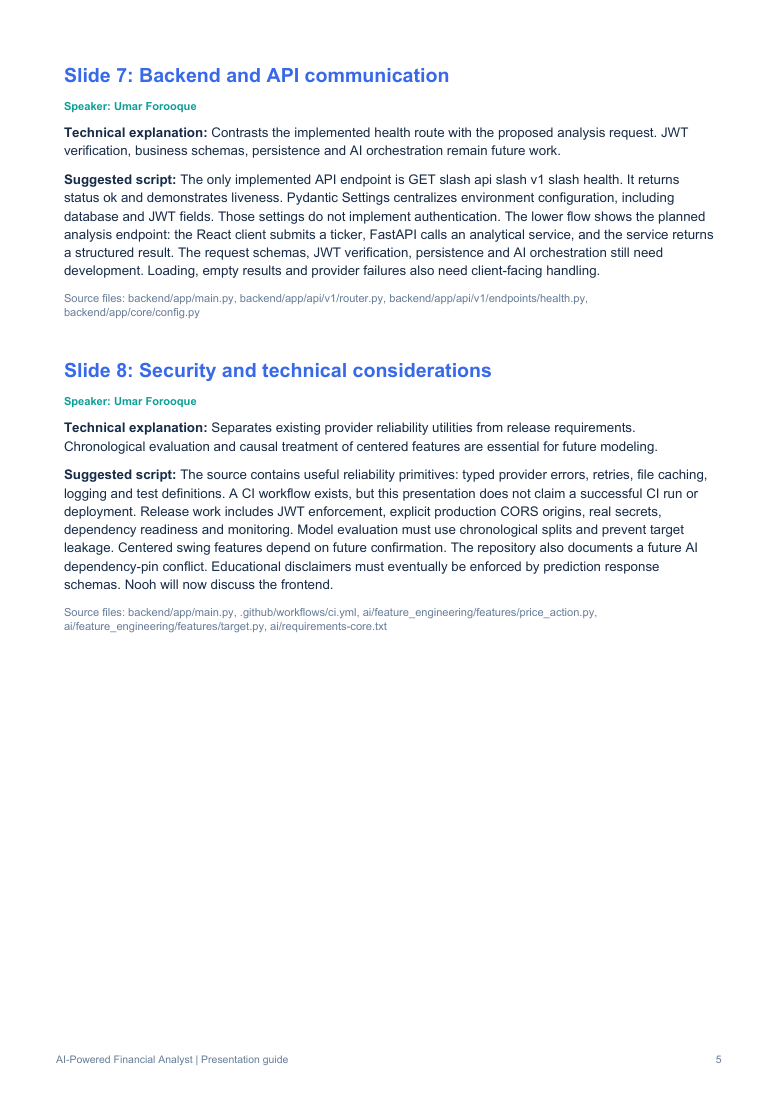 Slide 7: Backend and API communication
Speaker: Umar Forooque
Technical explanation: Contrasts the implemented health route with the proposed analysis request. JWT
verification, business schemas, persistence and AI orchestration remain future work.
Suggested script: The only implemented API endpoint is GET slash api slash v1 slash health. It returns
status ok and demonstrates liveness. Pydantic Settings centralizes environment configuration, including
database and JWT fields. Those settings do not implement authentication. The lower flow shows the planned
analysis endpoint: the React client submits a ticker, FastAPI calls an analytical service, and the service returns
a structured result. The request schemas, JWT verification, persistence and AI orchestration still need
development. Loading, empty results and provider failures also need client-facing handling.
Source files: backend/app/main.py, backend/app/api/v1/router.py, backend/app/api/v1/endpoints/health.py,
backend/app/core/config.py
Slide 8: Security and technical considerations
Speaker: Umar Forooque
Technical explanation: Separates existing provider reliability utilities from release requirements.
Chronological evaluation and causal treatment of centered features are essential for future modeling.
Suggested script: The source contains useful reliability primitives: typed provider errors, retries, file caching,
logging and test definitions. A CI workflow exists, but this presentation does not claim a successful CI run or
deployment. Release work includes JWT enforcement, explicit production CORS origins, real secrets,
dependency readiness and monitoring. Model evaluation must use chronological splits and prevent target
leakage. Centered swing features depend on future confirmation. The repository also documents a future AI
dependency-pin conflict. Educational disclaimers must eventually be enforced by prediction response
schemas. Nooh will now discuss the frontend.
Source files: backend/app/main.py, .github/workflows/ci.yml, ai/feature_engineering/features/price_action.py,
ai/feature_engineering/features/target.py, ai/requirements-core.txt
AI-Powered Financial Analyst | Presentation guide 5